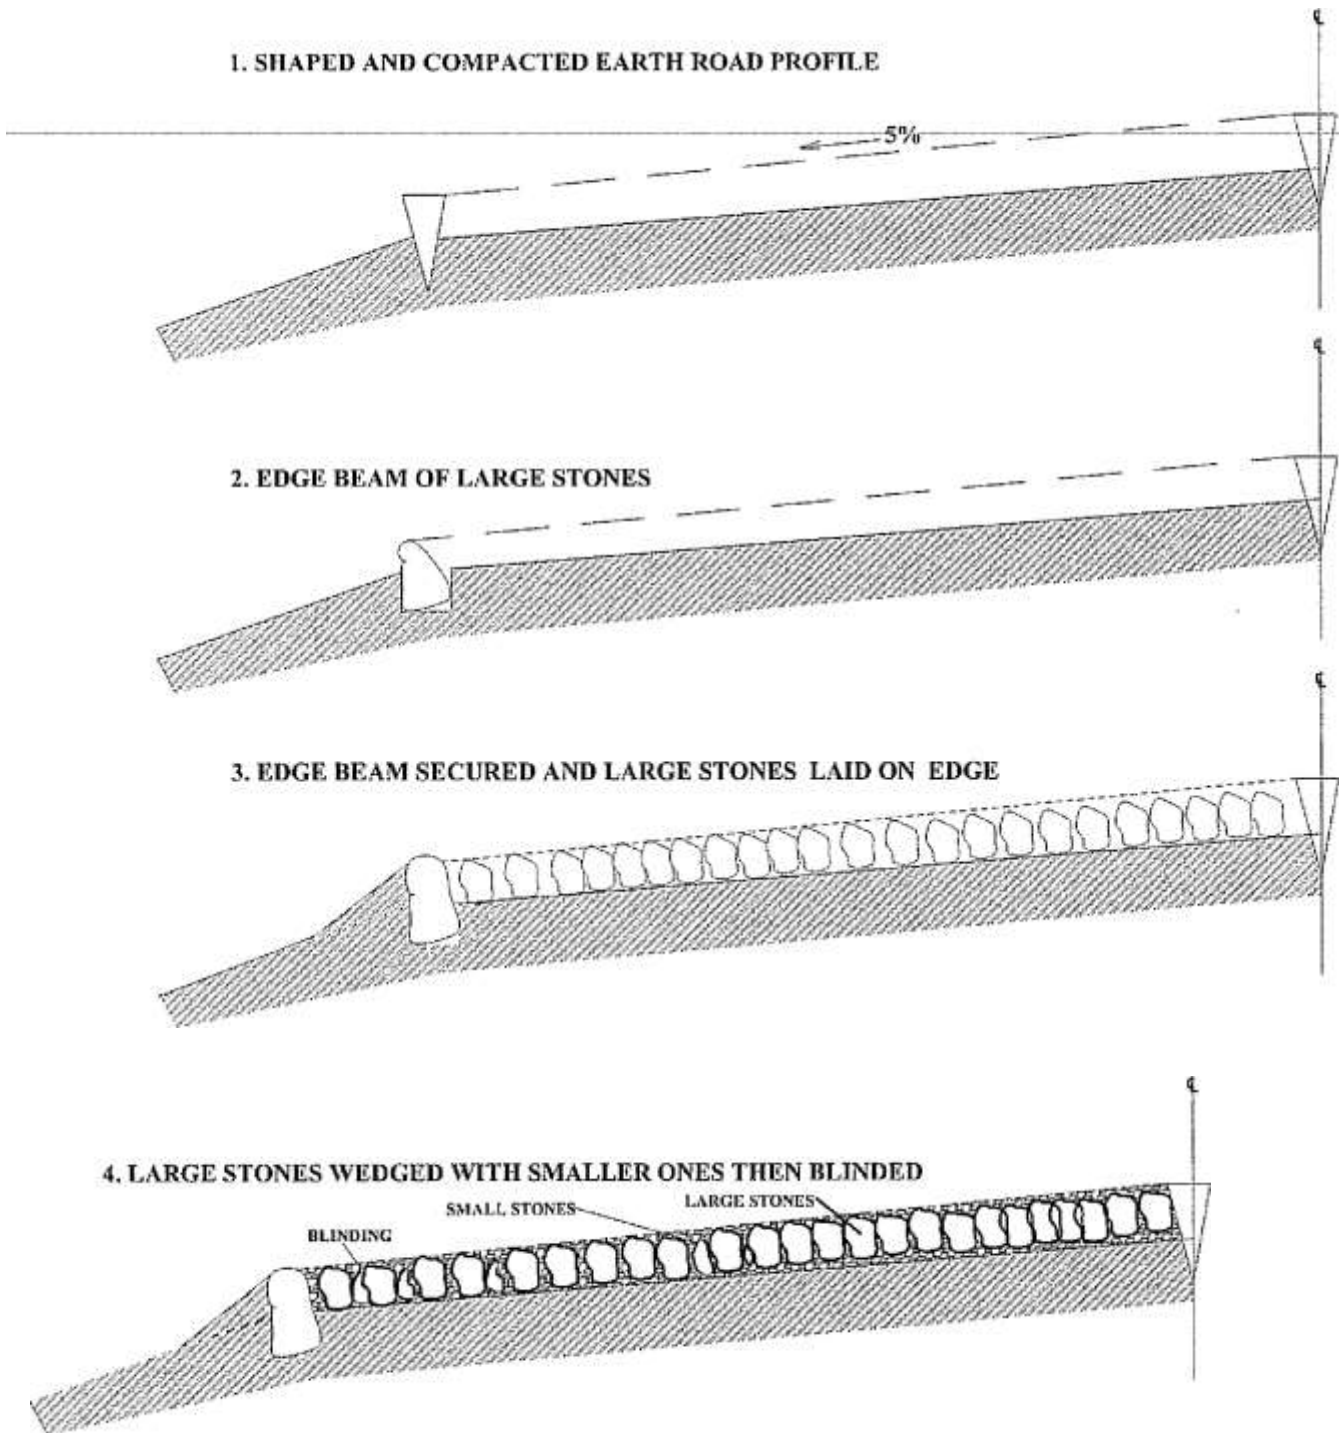 ℄
1. SHAPED AND COMPACTED EARTH ROAD PROFILE
5%
℄
2. EDGE BEAM OF LARGE STONES
℄
3. EDGE BEAM SECURED AND LARGE STONES LAID ON EDGE
℄
4. LARGE STONES WEDGED WITH SMALLER ONES THEN BLINDED
LARGE STONES
SMALL STONES
BLINDING